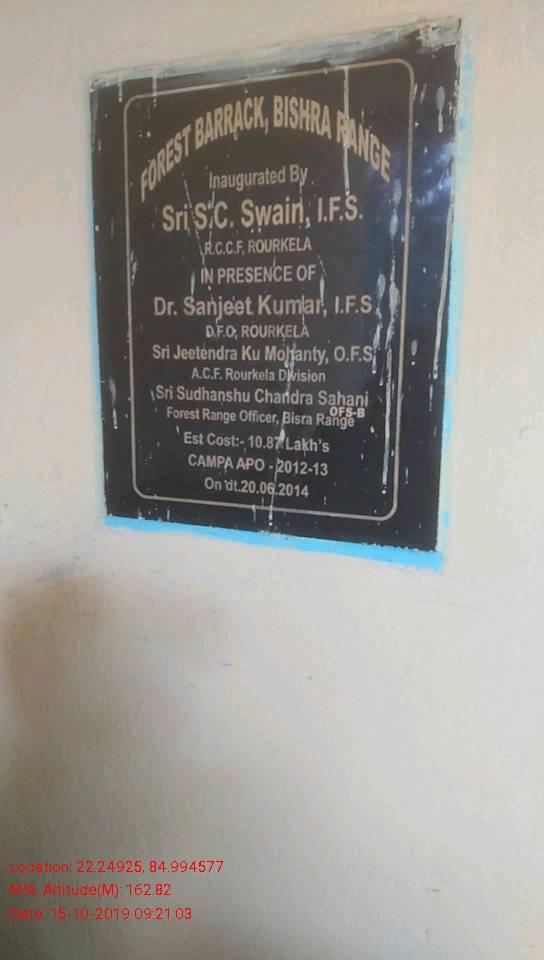 FOREST BARRACK, BISHRA RANGE
Inaugurated By
Sri S.C. Swain, I.F.S.
R.C.C.F, ROURKELA
IN PRESENCE OF
Dr. Sanjeet Kumar, I.F.S
D.F.O, ROURKELA
Sri Jeetendra Ku Mohanty, O.F.S
A.C.F. Rourkela Division
Sri Sudhanshu Chandra Sahani
OFS-B
Forest Range Officer, Bisra Range
Est Cost:- 10.87 Lakh's
CAMPA APO - 2012-13
On dt.20.06.2014
Location: 22.24925, 84.994577
MSL Altitude(M): 162.82
Date: 15-10-2019 09:21:03